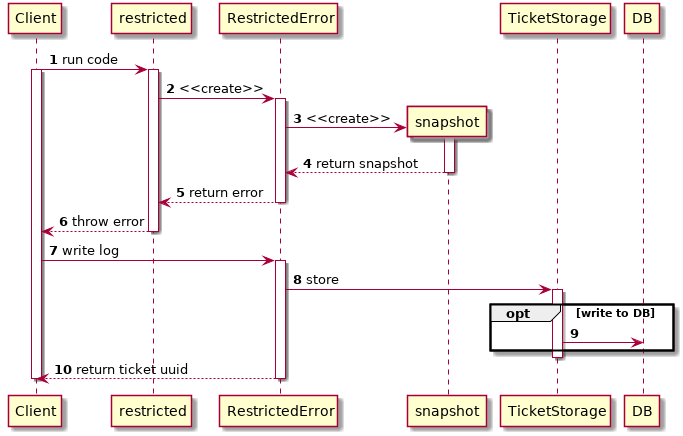 Client
restricted
RestrictedError
TicketStorage
DB
1 run code
2 <<create>>
3 <<create>>
snapshot
4 return snapshot
5 return error
6 throw error
7 write log
8 store
opt
[write to DB]
9
10 return ticket uuid
Client
restricted
RestrictedError
snapshot
TicketStorage
DB